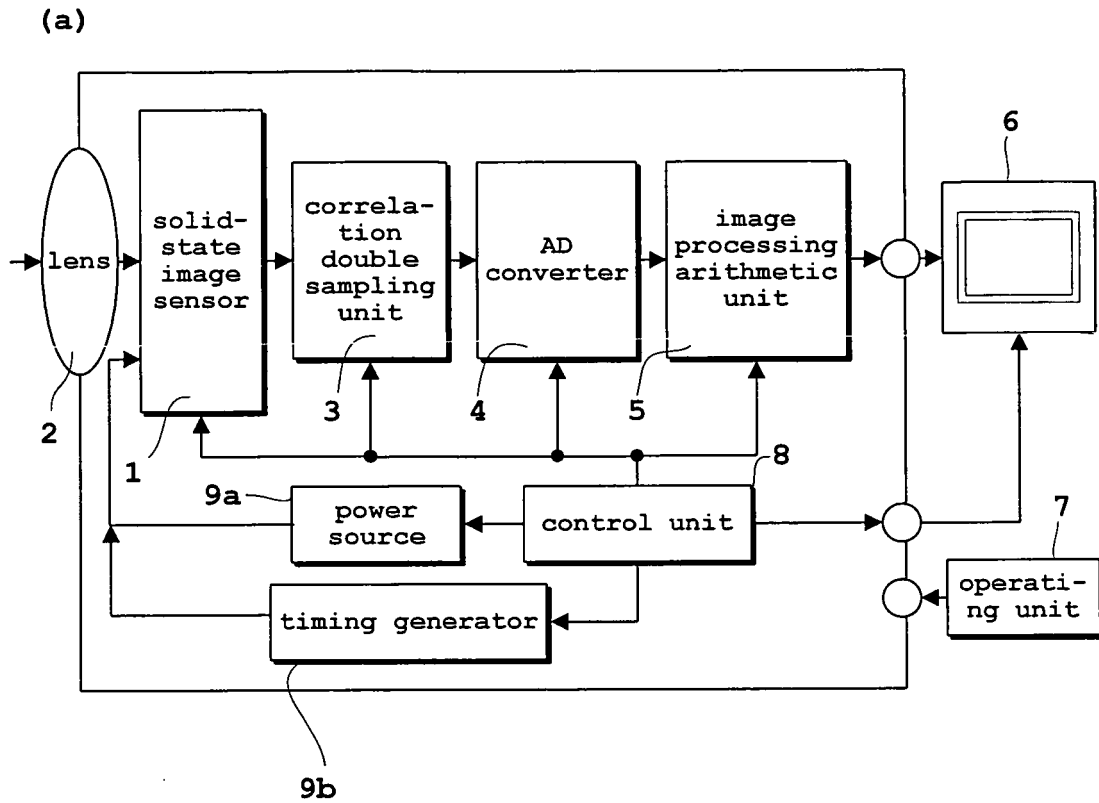 (a)
6
lens
solid-
state
image
sensor
correla-
tion
double
sampling
unit
AD
converter
image
processing
arithmetic
unit
2
1
3
4
5
8
9a
power
source
control unit
7
operati-
ng unit
timing generator
9b